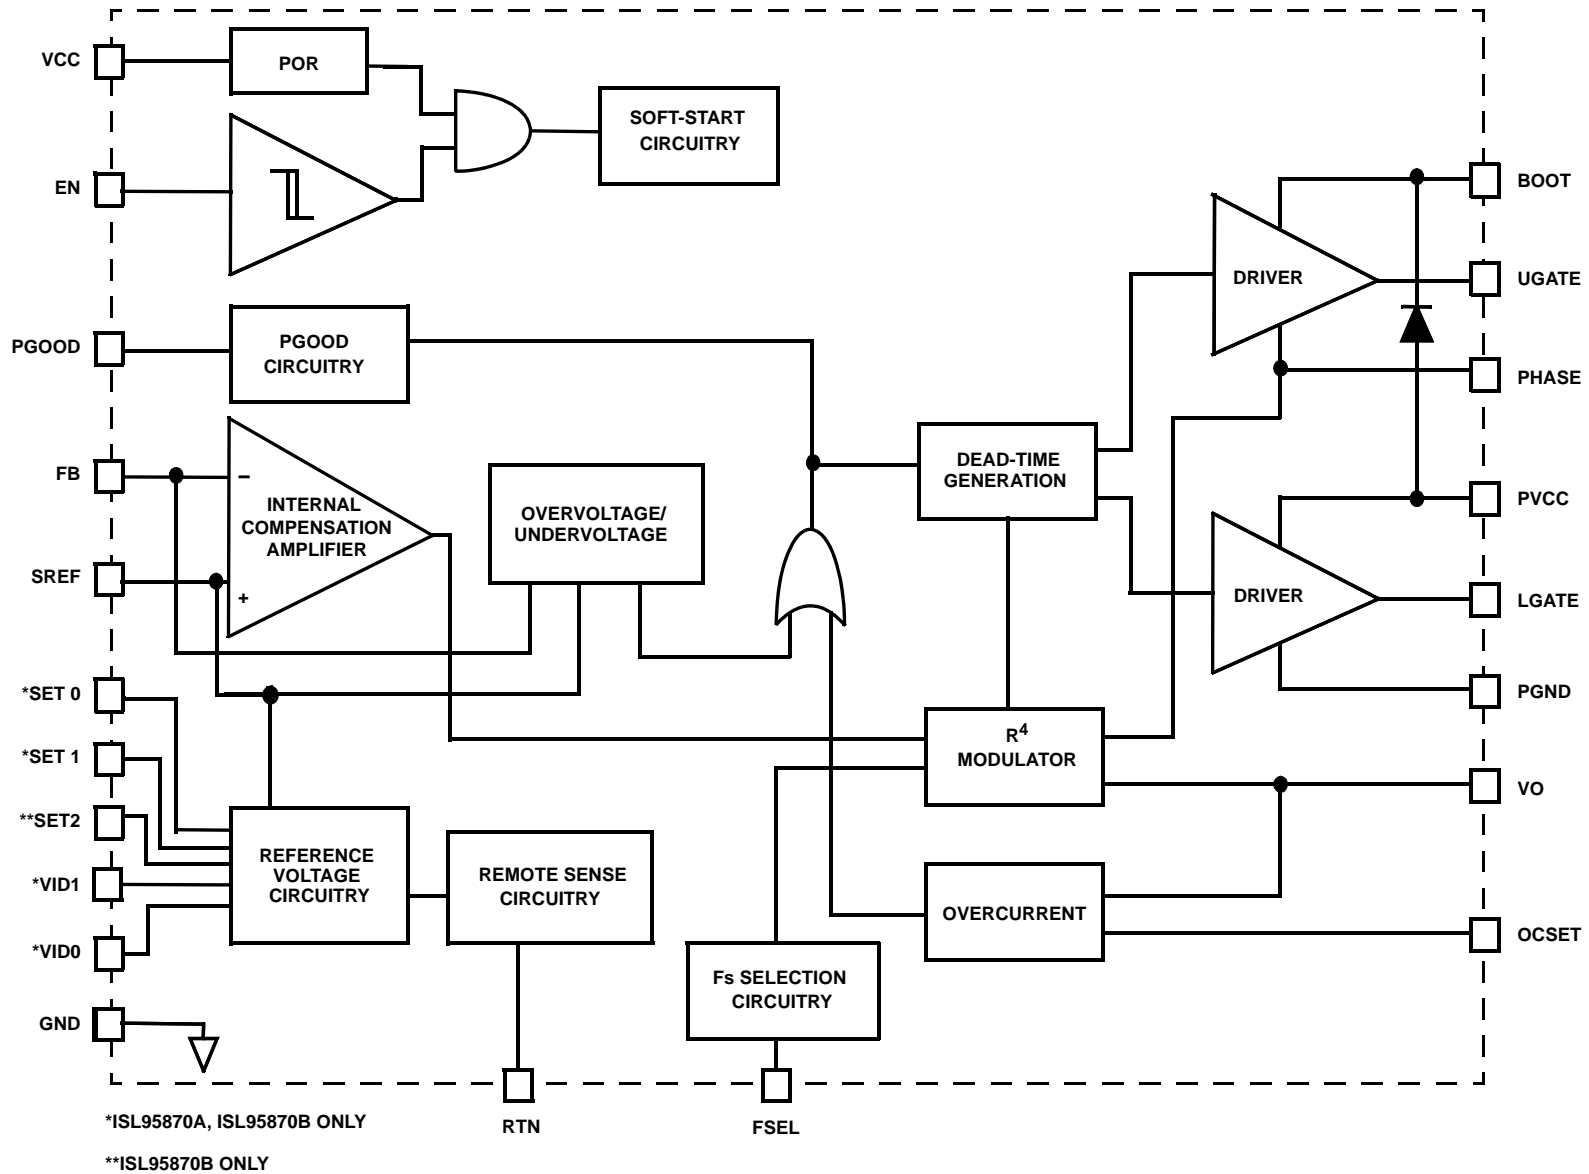 VCC
POR
SOFT-START
CIRCUITRY
EN
BOOT
DRIVER
UGATE
PGOOD
PGOOD
CIRCUITRY
PHASE
FB
−
INTERNAL
COMPENSATION
AMPLIFIER
+
SREF
OVERVOLTAGE/
UNDERVOLTAGE
DEAD-TIME
GENERATION
PVCC
DRIVER
LGATE
PGND
*SET 0
*SET 1
**SET2
*VID1
*VID0
R4
MODULATOR
VO
REFERENCE
VOLTAGE
CIRCUITRY
REMOTE SENSE
CIRCUITRY
OVERCURRENT
OCSET
Fs SELECTION
CIRCUITRY
GND
RTN
FSEL
*ISL95870A, ISL95870B ONLY
**ISL95870B ONLY